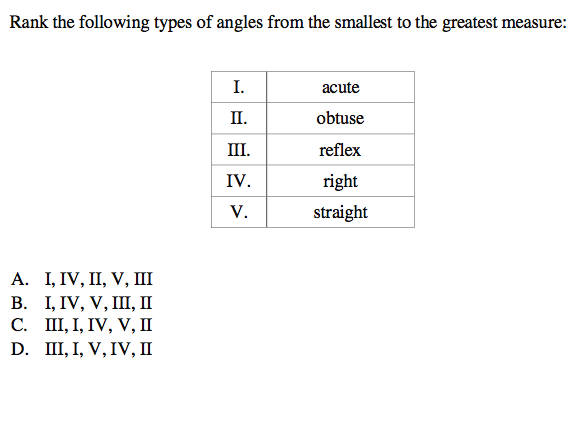 Rank the following types of angles from the smallest to the greatest measure:
I. acute
II. obtuse
III. reflex
IV. right
V. straight
A. I, IV, II, V, III
B. I, IV, V, III, II
C. III, I, IV, V, II
D. III, I, V, IV, II